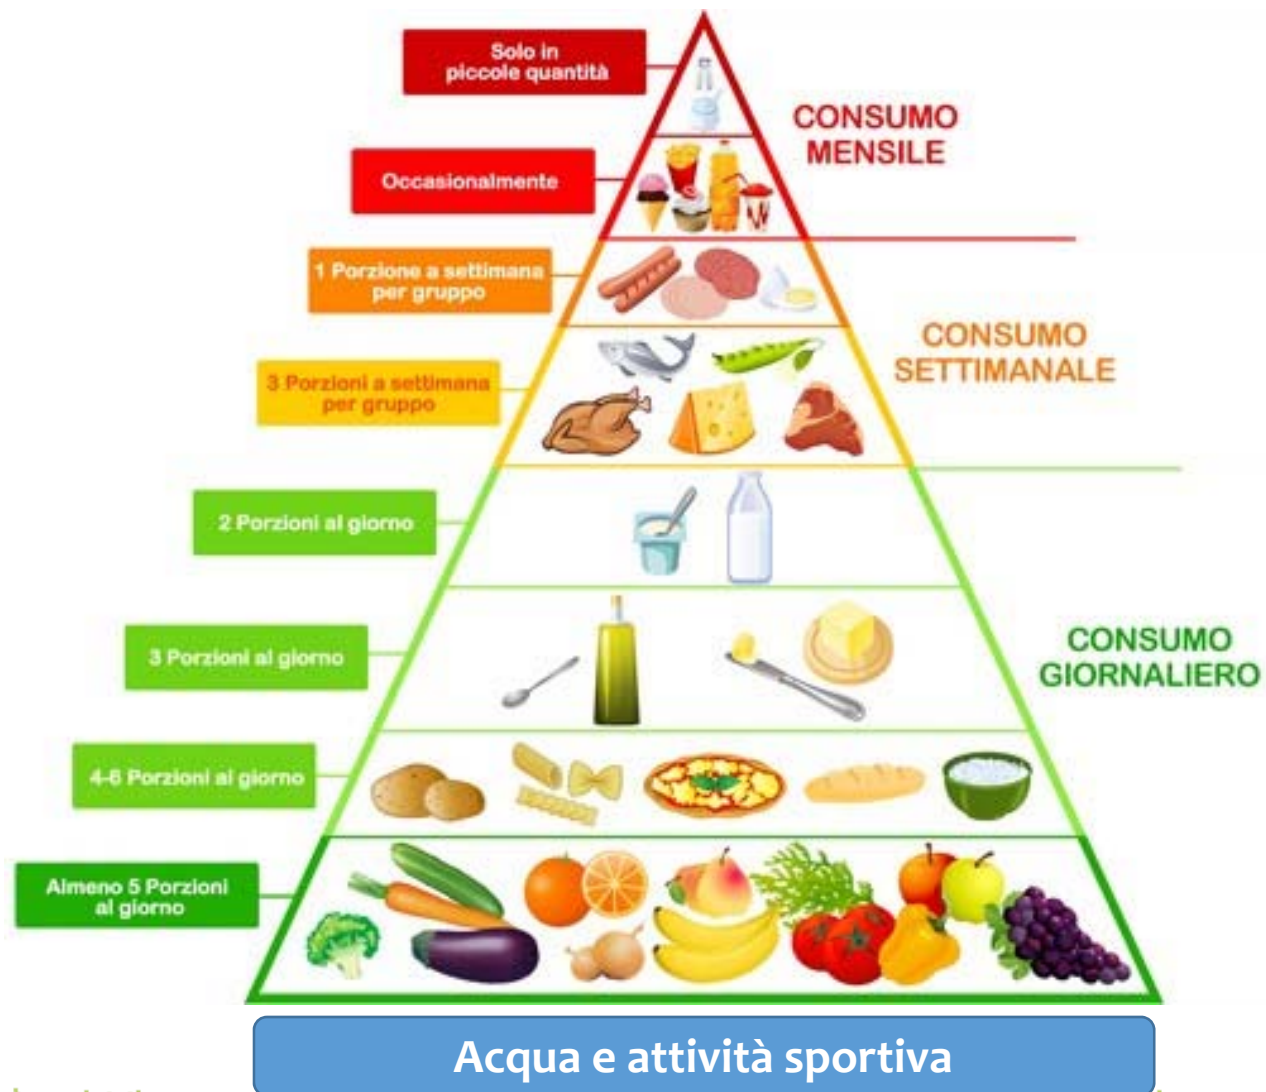 Solo in
piccole quantità
CONSUMO
MENSILE
Occasionalmente
1 Porzione a settimana
per gruppo
CONSUMO
SETTIMANALE
3 Porzioni a settimana
per gruppo
2 Porzioni al giorno
3 Porzioni al giorno
CONSUMO
GIORNALIERO
4-6 Porzioni al giorno
Almeno 5 Porzioni
al giorno
Acqua e attività sportiva